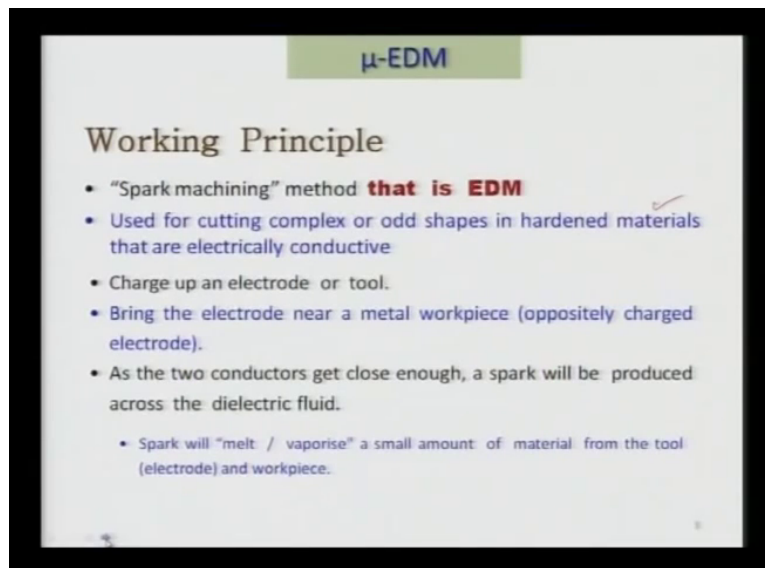 μ-EDM
Working Principle
• “Spark machining” method that is EDM
• Used for cutting complex or odd shapes in hardened materials
that are electrically conductive
• Charge up an electrode or tool.
• Bring the electrode near a metal workpiece (oppositely charged
electrode).
• As the two conductors get close enough, a spark will be produced
across the dielectric fluid.
• Spark will “melt / vaporise” a small amount of material from the tool
(electrode) and workpiece.